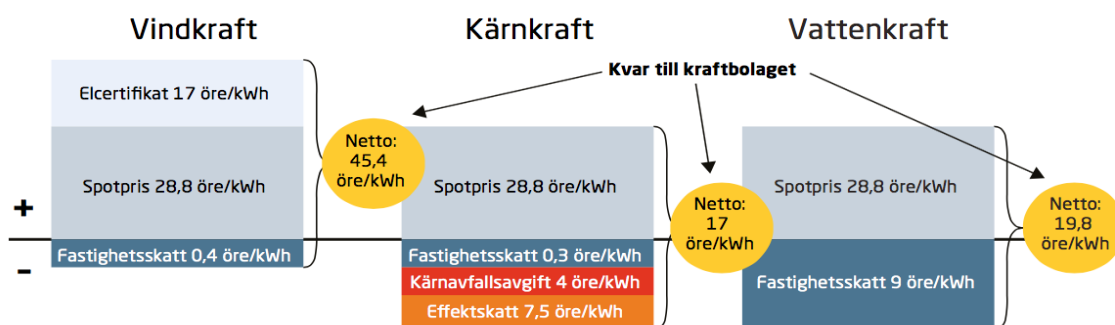 Vindkraft
Kärnkraft
Vattenkraft
Kvar till kraftbolaget
Elcertifikat 17 öre/kWh
Spotpris 28,8 öre/kWh
Netto:
45,4
öre/kWh
Fastighetsskatt 0,4 öre/kWh
Spotpris 28,8 öre/kWh
Netto:
17
öre/kWh
Fastighetsskatt 0,3 öre/kWh
Kärnavfallsavgift 4 öre/kWh
Effektskatt 7,5 öre/kWh
Spotpris 28,8 öre/kWh
Netto:
19,8
öre/kWh
Fastighetsskatt 9 öre/kWh
+
-